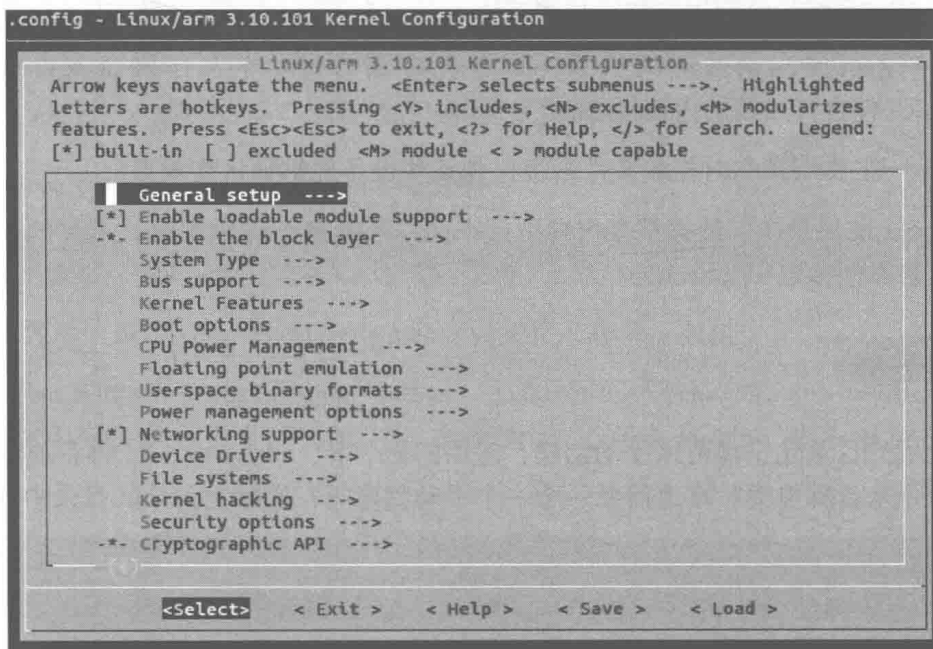 .config - Linux/arm 3.10.101 Kernel Configuration
Linux/arm 3.10.101 Kernel Configuration
Arrow keys navigate the menu.  <Enter> selects submenus --->.  Highlighted
letters are hotkeys.  Pressing <Y> includes, <N> excludes, <M> modularizes
features.  Press <Esc><Esc> to exit, <?> for Help, </> for Search.  Legend:
[*] built-in  [ ] excluded  <M> module  < > module capable
General setup  --->
[*] Enable loadable module support  --->
-*- Enable the block layer  --->
System Type  --->
Bus support  --->
Kernel Features  --->
Boot options  --->
CPU Power Management  --->
Floating point emulation  --->
Userspace binary formats  --->
Power management options  --->
[*] Networking support  --->
Device Drivers  --->
File systems  --->
Kernel hacking  --->
Security options  --->
-*- Cryptographic API  --->
<Select>    < Exit >    < Help >    < Save >    < Load >